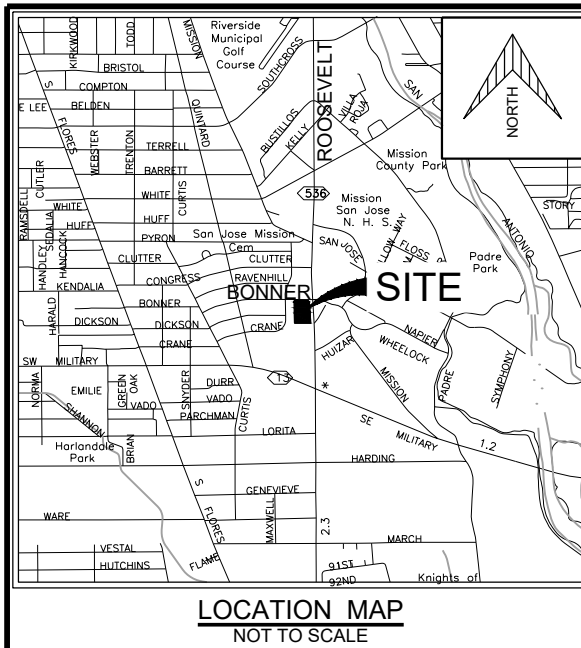 Riverside
Municipal
Golf
Course
KIRKWOOD
TODD
MISSION
SOUTHCROSS
ROOSEVELT
SAN
NORTH
BRISTOL
COMPTON
S
E LEE
BELDEN
FLORES
QUINTARD
VILLA
ROJA
BUSTILLOS
KELLY
WEBSTER
TRENTON
TERRELL
BARRETT
Mission
County Park
CUTLER
WHITE
CURTIS
536
STORY
RAMSDELL
SEDALIA
WHITE
HUFF
HUFF
Mission
San Jose
N. H. S.
ANTONIO
HANDLEY
HANCOCK
PYRON
San Jose Mission
Cem
SAN JOSE
LOW WAY
FLOSS
Padre
Park
CLUTTER
CLUTTER
KENDALIA
CONGRESS
RAVENHILL
BONNER
SITE
HARALD
BONNER
DICKSON
DICKSON
CRANE
CRANE
NAPIER
WHEELOCK
HUIZAR
SW MILITARY
13
*
MISSION
PADRE
SYMPHONY
NORMA
EMILIE
GREEN
OAK
VADO
SNYDER
DURR
VADO
PARCHMAN
CURTIS
SHANNON
BRIAN
LORITA
SE MILITARY
1.2
Harlandale
Park
HARDING
S
FLORES
GENEVIEVE
MAXWELL
WARE
2.3
MARCH
VESTAL
HUTCHINS
FLAME
91ST
92ND
Knights of
LOCATION MAP
NOT TO SCALE